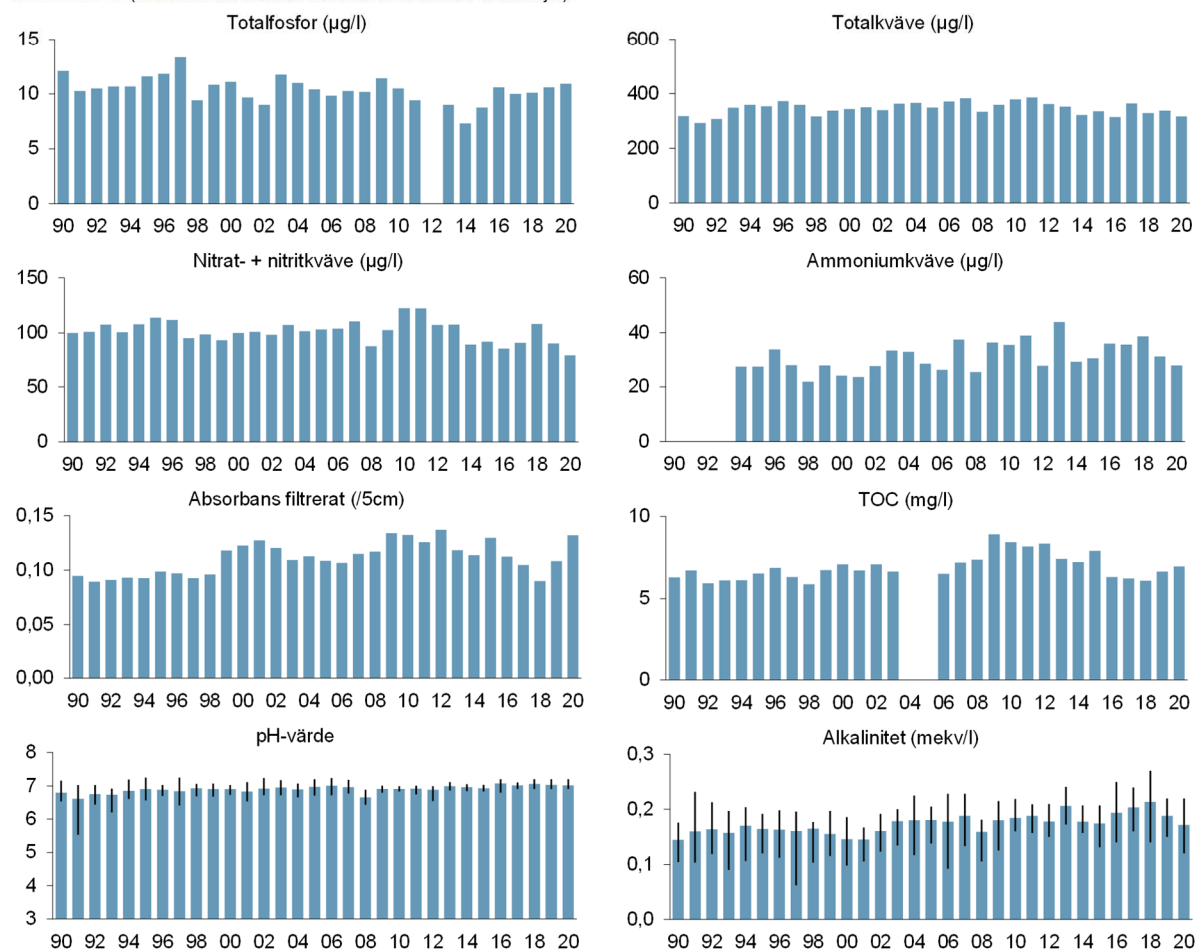 Totalfosfor (µg/l)
15
10
5
0
90 92 94 96 98 00 02 04 06 08 10 12 14 16 18 20
Totalkväve (µg/l)
600
400
200
0
90 92 94 96 98 00 02 04 06 08 10 12 14 16 18 20
Nitrat- + nitritkväve (µg/l)
150
100
50
0
90 92 94 96 98 00 02 04 06 08 10 12 14 16 18 20
Ammoniumkväve (µg/l)
60
40
20
0
90 92 94 96 98 00 02 04 06 08 10 12 14 16 18 20
Absorbans filtrerat (/5cm)
0,15
0,10
0,05
0,00
90 92 94 96 98 00 02 04 06 08 10 12 14 16 18 20
TOC (mg/l)
10
5
0
90 92 94 96 98 00 02 04 06 08 10 12 14 16 18 20
pH-värde
8
7
6
5
4
3
90 92 94 96 98 00 02 04 06 08 10 12 14 16 18 20
Alkalinitet (mekv/l)
0,3
0,2
0,1
0,0
90 92 94 96 98 00 02 04 06 08 10 12 14 16 18 20